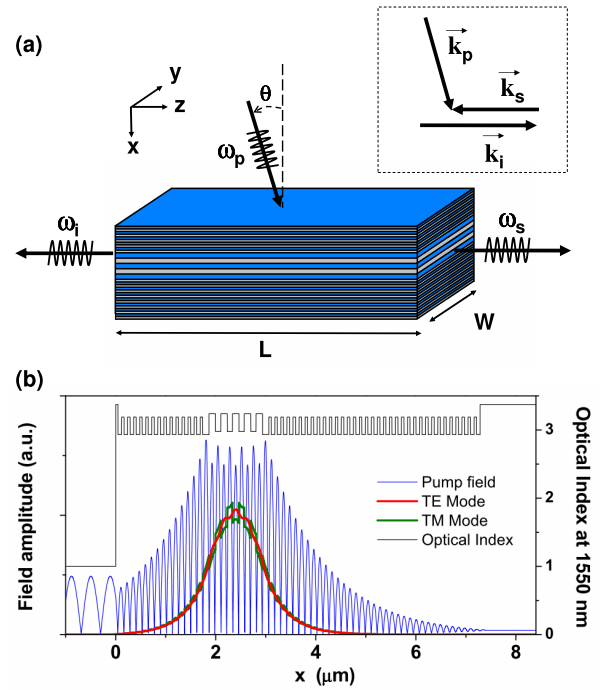 (a)
y
z
x
θ
ωp
kp
ks
ki
ωi
ωs
L
W
(b)
Field amplitude (a.u.)
Optical Index at 1550 nm
Pump field
TE Mode
TM Mode
Optical Index
3
2
1
0
0 2 4 6 8
x (μm)